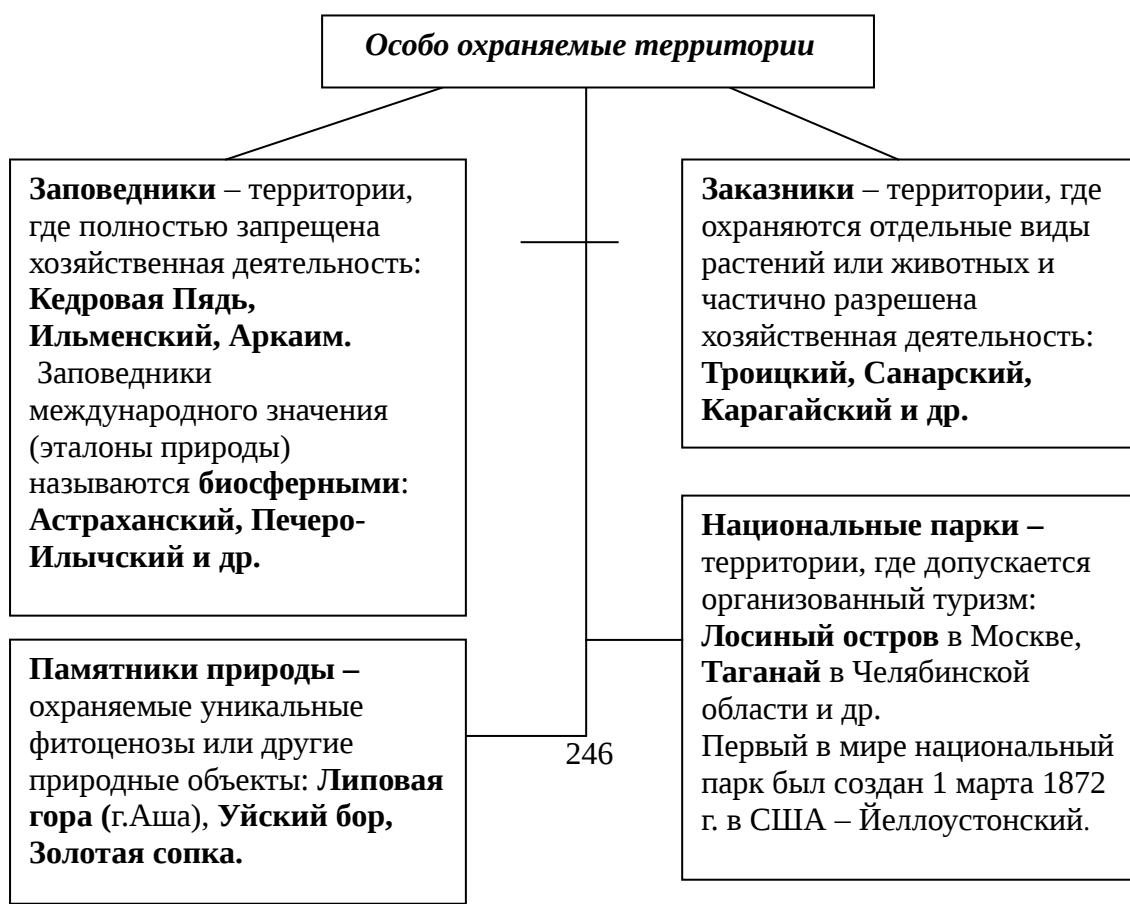 Особо охраняемые территории
Заповедники – территории,
где полностью запрещена
хозяйственная деятельность:
Кедровая Пядь,
Ильменский, Аркаим.
Заповедники
международного значения
(эталоны природы)
называются биосферными:
Астраханский, Печеро-
Илычский и др.
Заказники – территории, где
охраняются отдельные виды
растений или животных и
частично разрешена
хозяйственная деятельность:
Троицкий, Санарский,
Карагайский и др.
Памятники природы –
охраняемые уникальные
фитоценозы или другие
природные объекты: Липовая
гора (г.Аша), Уйский бор,
Золотая сопка.
Национальные парки –
территории, где допускается
организованный туризм:
Лосиный остров в Москве,
Таганай в Челябинской
области и др.
Первый в мире национальный
парк был создан 1 марта 1872
г. в США – Йеллоустонский.
246